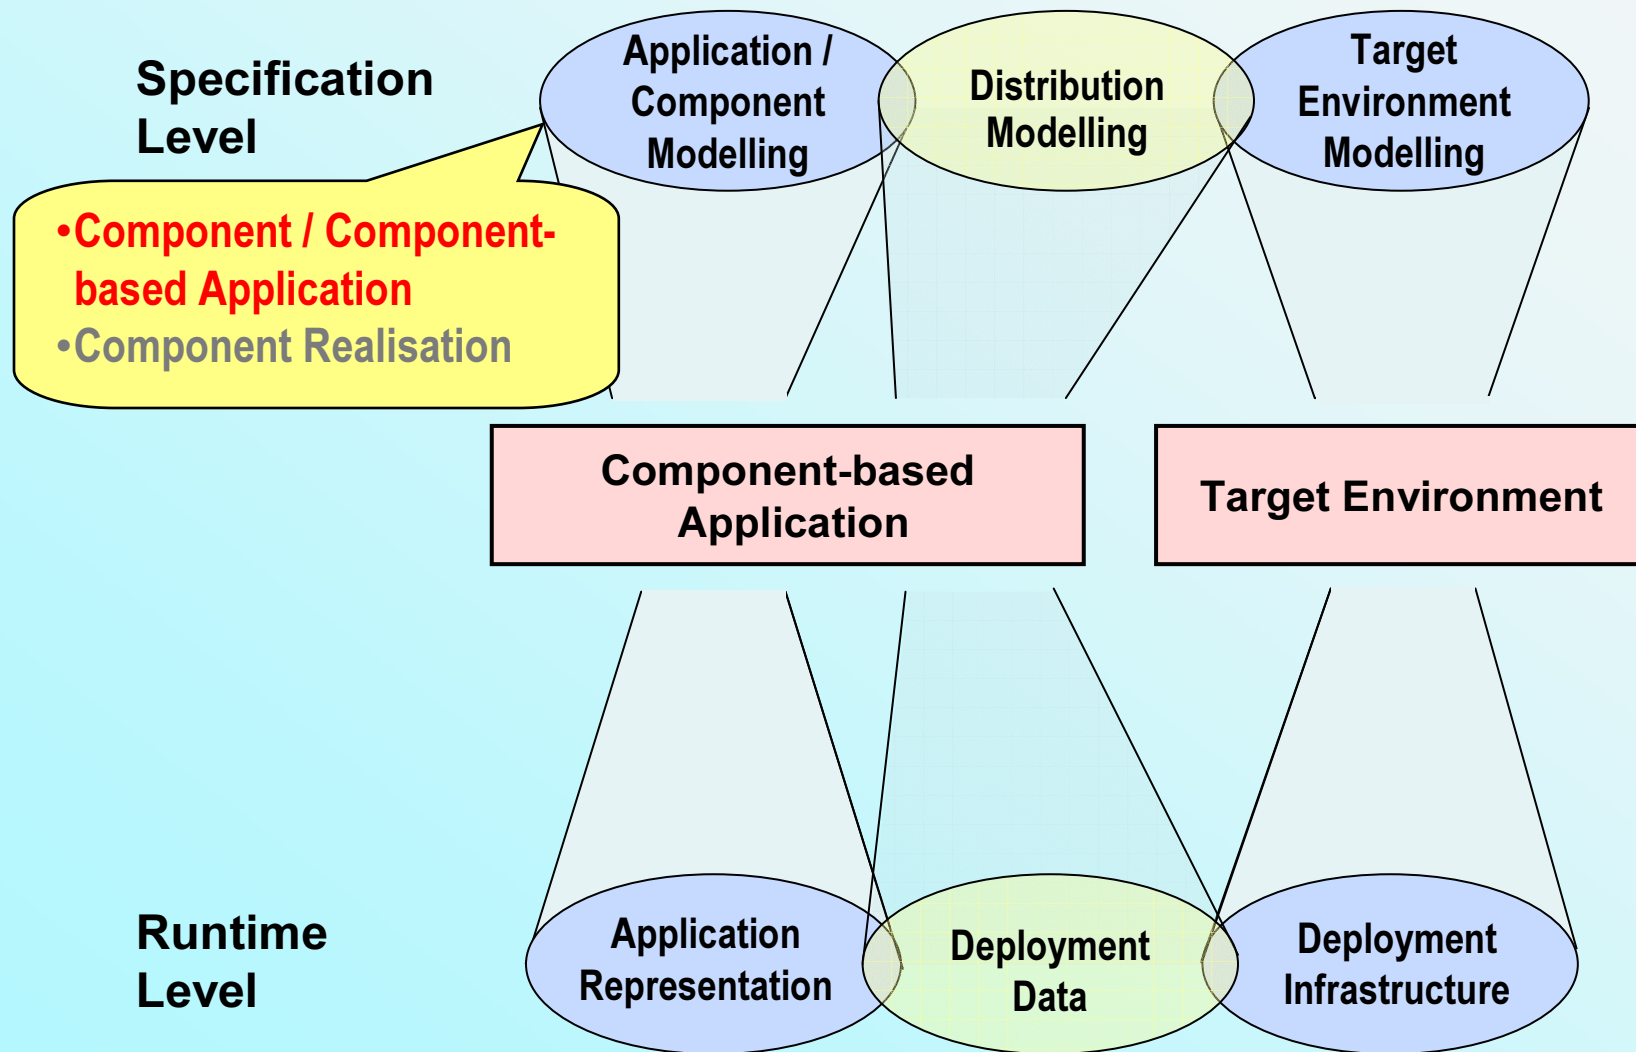 Specification
Level
Application /
Component
Modelling
Distribution
Modelling
Target
Environment
Modelling
•Component / Component-
based Application
•Component Realisation
Component-based
Application
Target Environment
Runtime
Level
Application
Representation
Deployment
Data
Deployment
Infrastructure